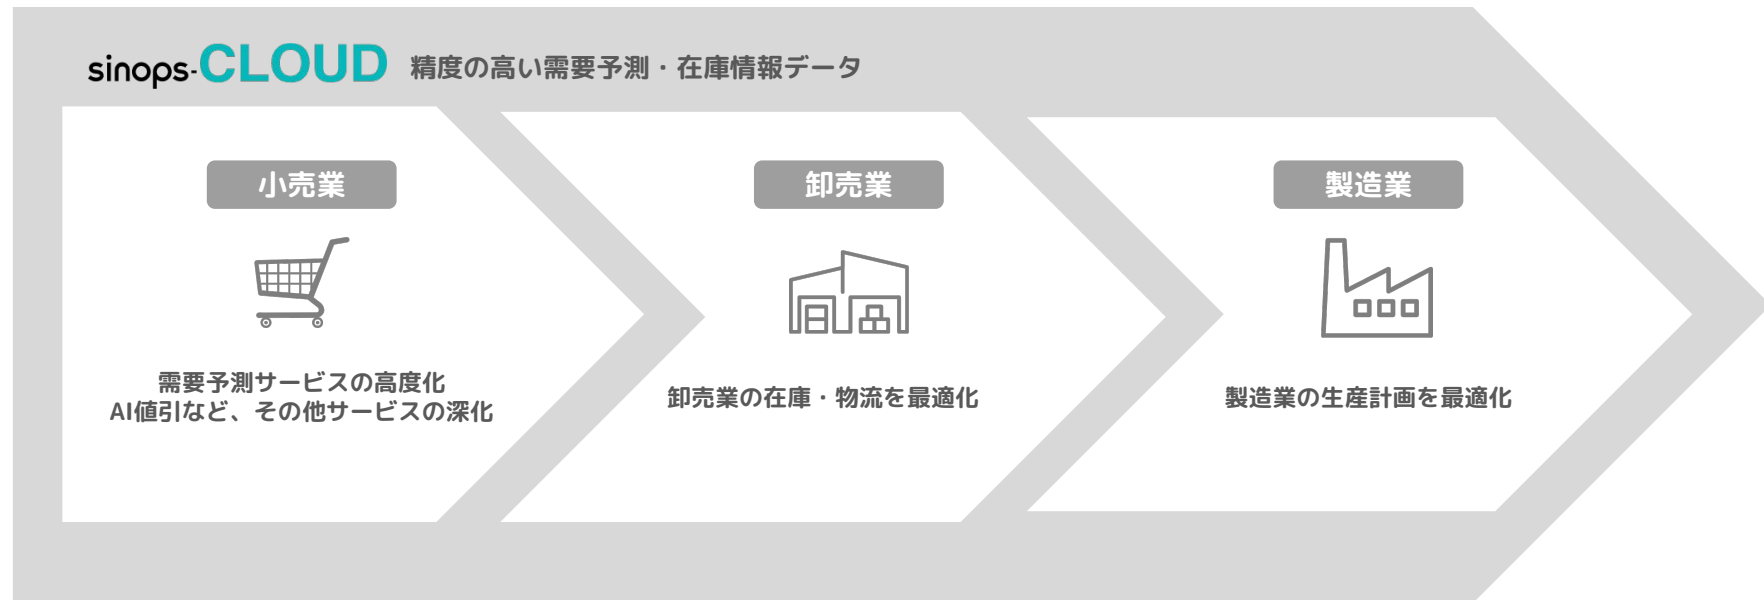 sinops-CLOUD 精度の高い需要予測・在庫情報データ
小売業
需要予測サービスの高度化
AI値引など、その他サービスの深化
卸売業
卸売業の在庫・物流を最適化
製造業
製造業の生産計画を最適化